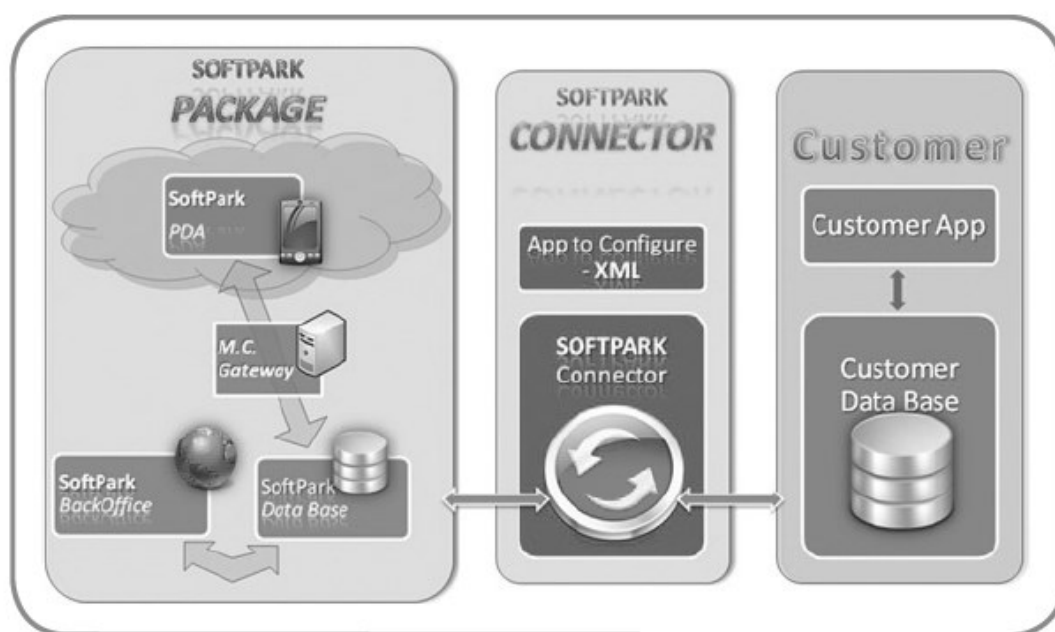 SOFTPARK
PACKAGE
SoftPark
PDA
M.C.
Gateway
SoftPark
BackOffice
SoftPark
Data Base
SOFTPARK
CONNECTOR
App to Configure
- XML
SOFTPARK
Connector
Customer
Customer App
Customer
Data Base